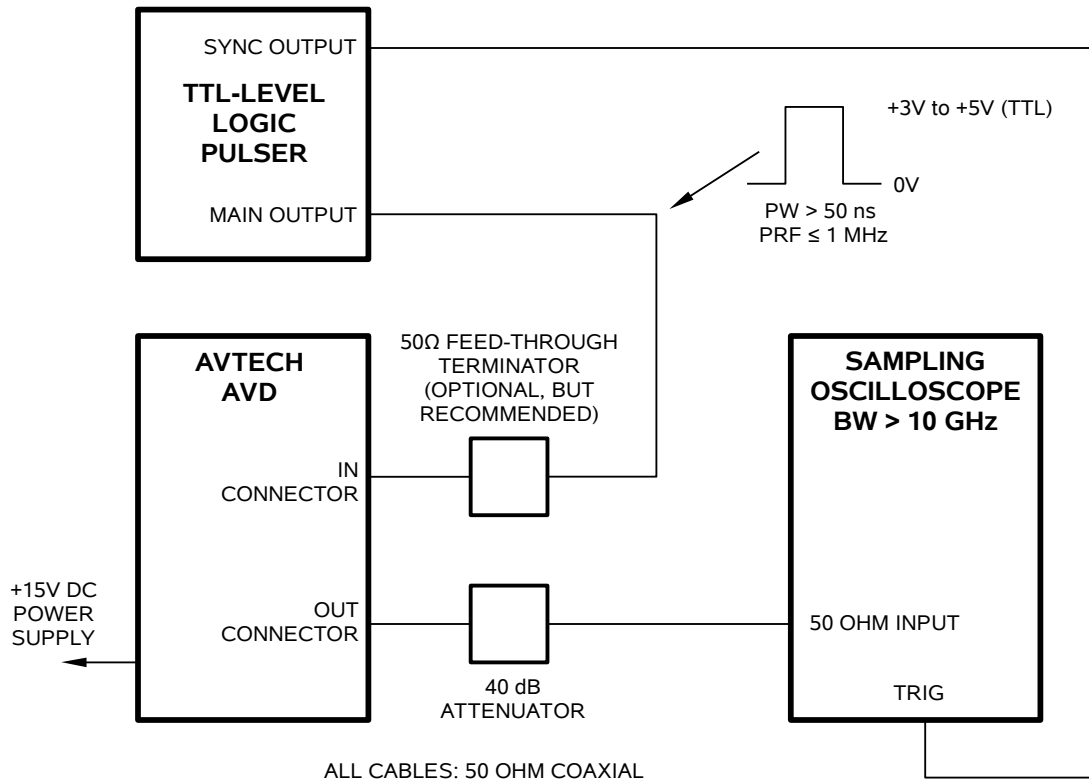 SYNC OUTPUT
TTL-LEVEL
LOGIC
PULSER
MAIN OUTPUT
+3V to +5V (TTL)
0V
PW > 50 ns
PRF ≤ 1 MHz
AVTECH
AVD
IN
CONNECTOR
OUT
CONNECTOR
50Ω FEED-THROUGH
TERMINATOR
(OPTIONAL, BUT
RECOMMENDED)
SAMPLING
OSCILLOSCOPE
BW > 10 GHz
50 OHM INPUT
TRIG
+15V DC
POWER
SUPPLY
40 dB
ATTENUATOR
ALL CABLES: 50 OHM COAXIAL